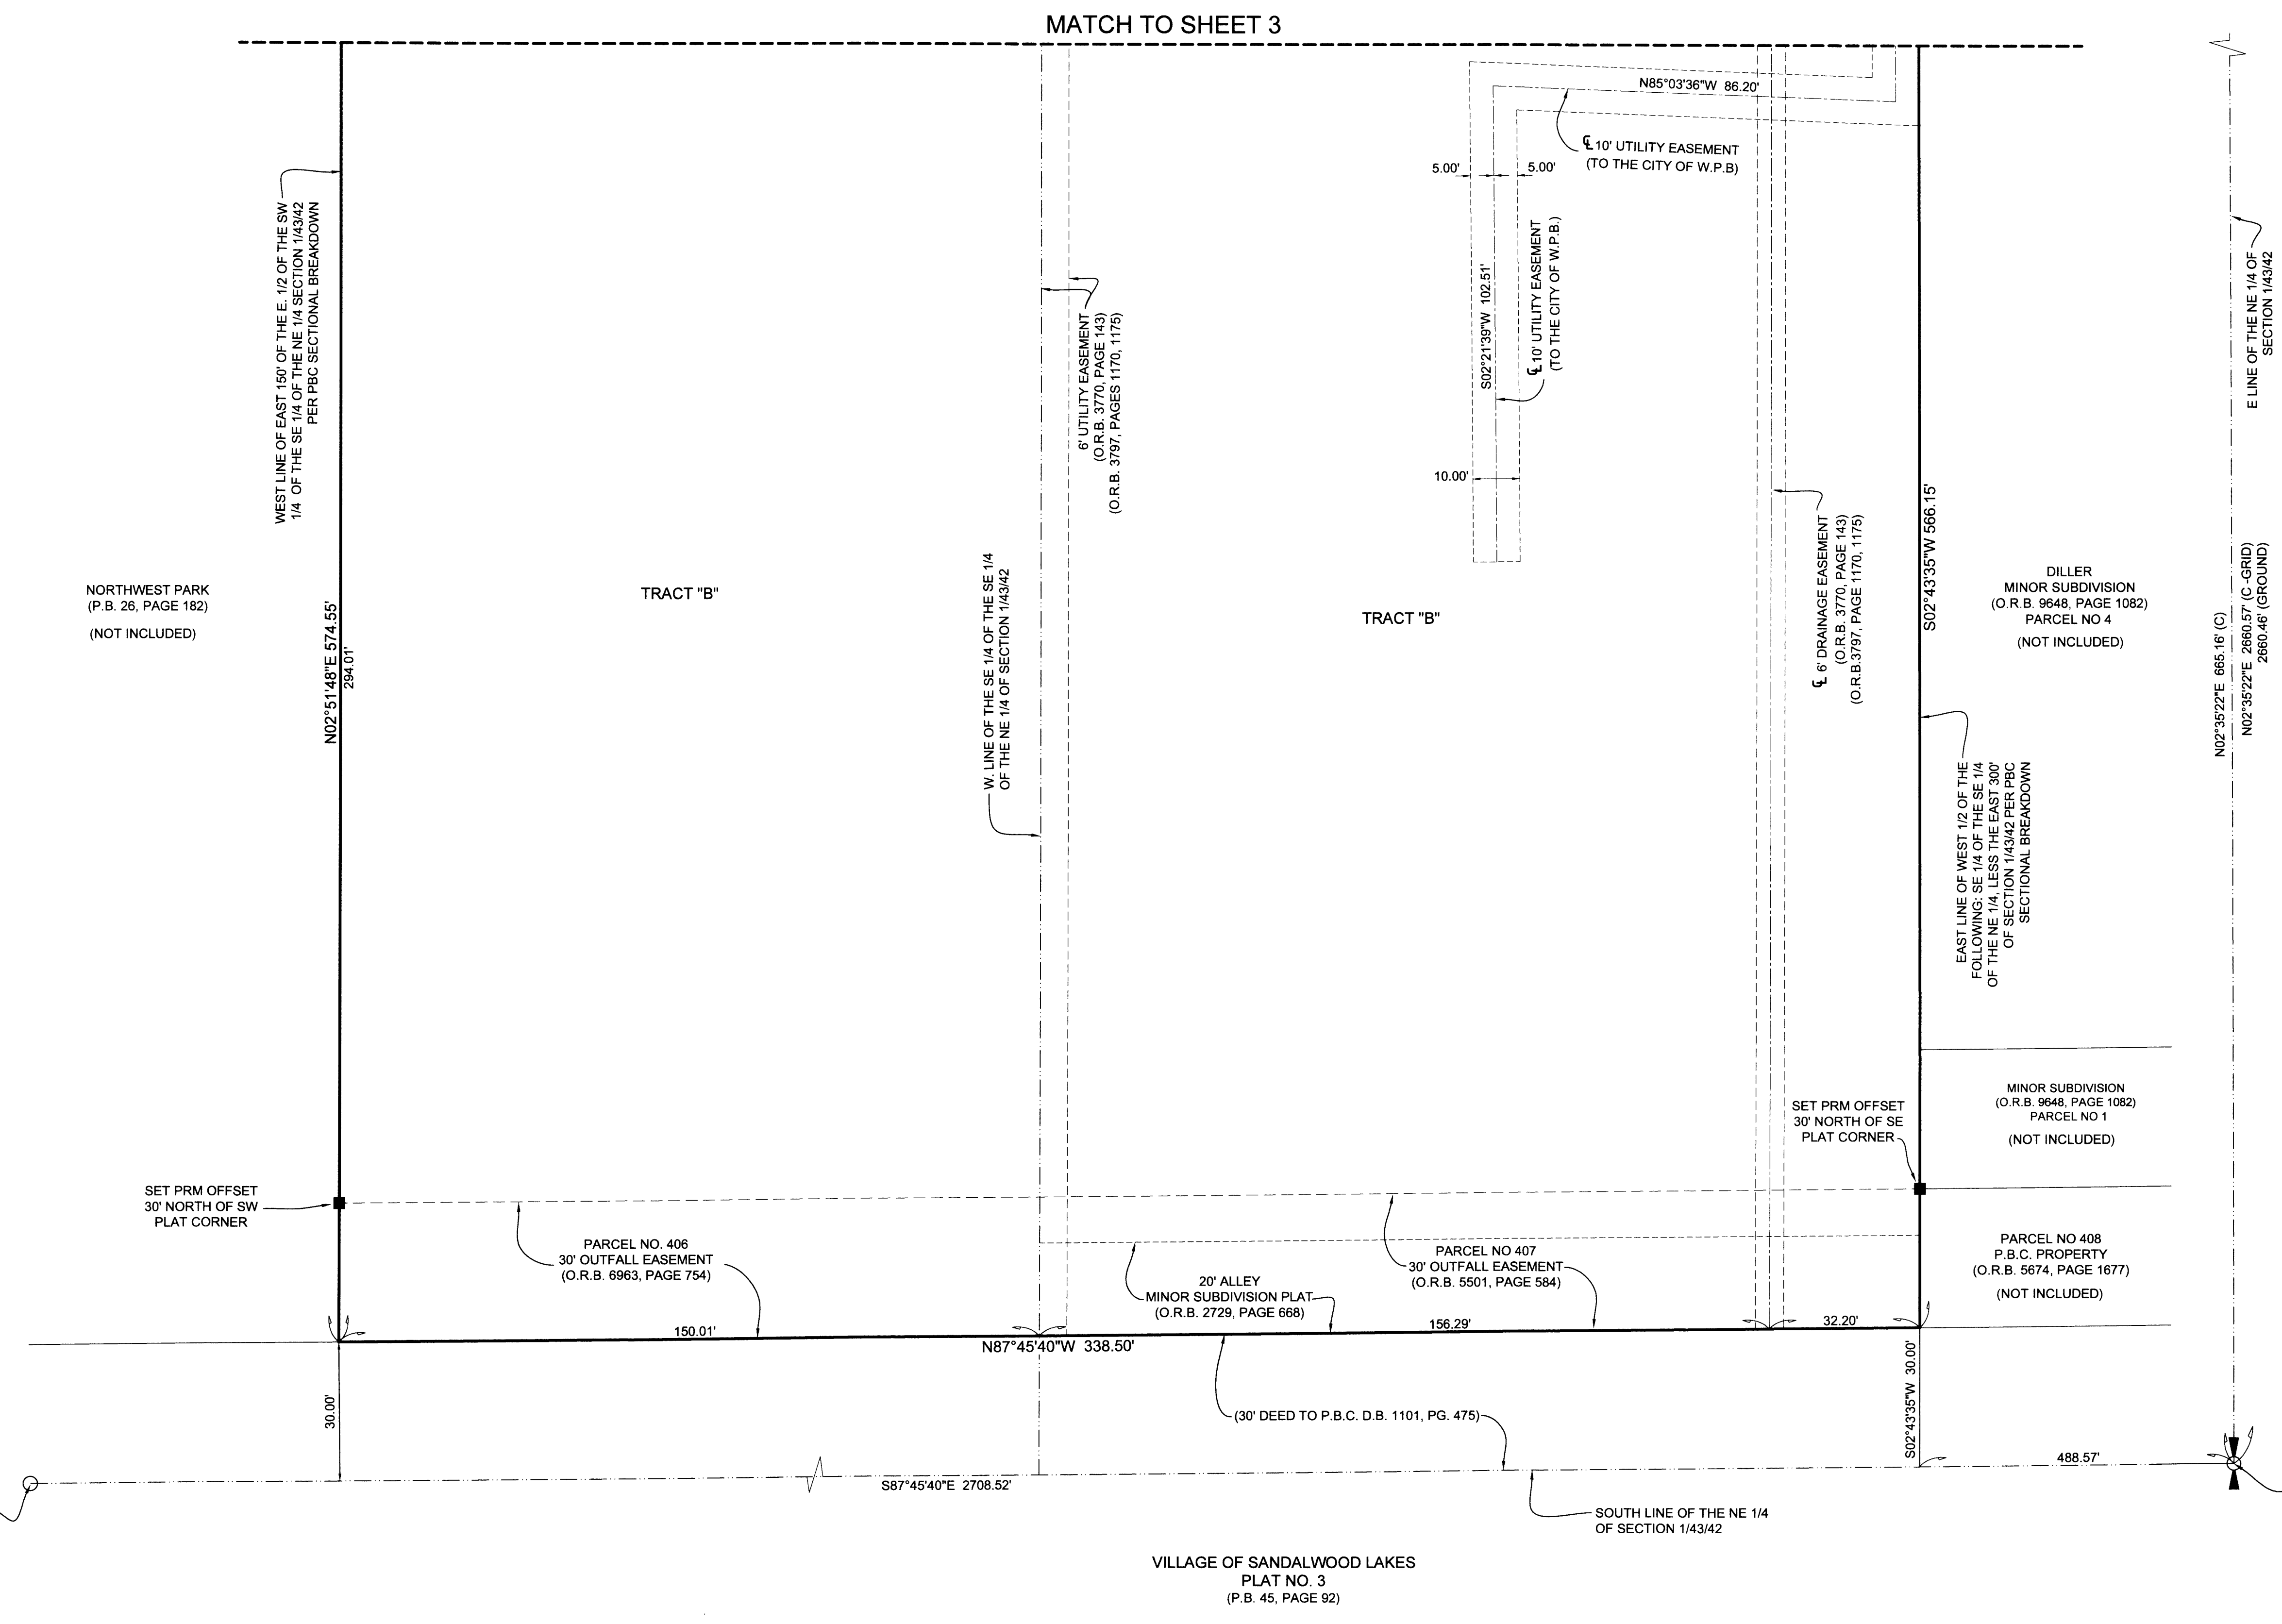 MATCH TO SHEET 3
N85°03'36"W 86.20'
℄ 10' UTILITY EASEMENT
(TO THE CITY OF W.P.B)
5.00'
5.00'
WEST LINE OF EAST 150' OF THE E. 1/2 OF THE SW
1/4 OF THE SE 1/4 OF THE NE 1/4 SECTION 1/43/42
PER PBC SECTIONAL BREAKDOWN
6' UTILITY EASEMENT
(O.R.B. 3770, PAGE 143)
(O.R.B. 3797, PAGES 1170, 1175)
S02°21'39"W 102.51'
℄ 10' UTILITY EASEMENT
(TO THE CITY OF W.P.B.)
10.00'
E LINE OF THE NE 1/4 OF
SECTION 1/43/42
NORTHWEST PARK
(P.B. 26, PAGE 182)
(NOT INCLUDED)
N02°51'48"E 574.55'
294.01'
TRACT "B"
W. LINE OF THE SE 1/4 OF THE SE 1/4
OF THE NE 1/4 OF SECTION 1/43/42
TRACT "B"
℄ 6' DRAINAGE EASEMENT
(O.R.B. 3770, PAGE 143)
(O.R.B.3797, PAGE 1170, 1175)
S02°43'35"W 566.15'
DILLER
MINOR SUBDIVISION
(O.R.B. 9648, PAGE 1082)
PARCEL NO 4
(NOT INCLUDED)
N02°35'22"E 665.16' (C)
N02°35'22"E 2660.57' (C -GRID)
2660.46' (GROUND)
EAST LINE OF WEST 1/2 OF THE
FOLLOWING: SE 1/4 OF THE SE 1/4
OF THE NE 1/4, LESS THE EAST 300'
OF SECTION 1/43/42 PER PBC
SECTIONAL BREAKDOWN
MINOR SUBDIVISION
(O.R.B. 9648, PAGE 1082)
PARCEL NO 1
(NOT INCLUDED)
SET PRM OFFSET
30' NORTH OF SE
PLAT CORNER
SET PRM OFFSET
30' NORTH OF SW
PLAT CORNER
PARCEL NO. 406
30' OUTFALL EASEMENT
(O.R.B. 6963, PAGE 754)
20' ALLEY
MINOR SUBDIVISION PLAT
(O.R.B. 2729, PAGE 668)
PARCEL NO 407
30' OUTFALL EASEMENT
(O.R.B. 5501, PAGE 584)
PARCEL NO 408
P.B.C. PROPERTY
(O.R.B. 5674, PAGE 1677)
(NOT INCLUDED)
150.01'
156.29'
32.20'
N87°45'40"W 338.50'
30.00'
(30' DEED TO P.B.C. D.B. 1101, PG. 475)
S02°43'35"W 30.00'
488.57'
S87°45'40"E 2708.52'
SOUTH LINE OF THE NE 1/4
OF SECTION 1/43/42
VILLAGE OF SANDALWOOD LAKES
PLAT NO. 3
(P.B. 45, PAGE 92)